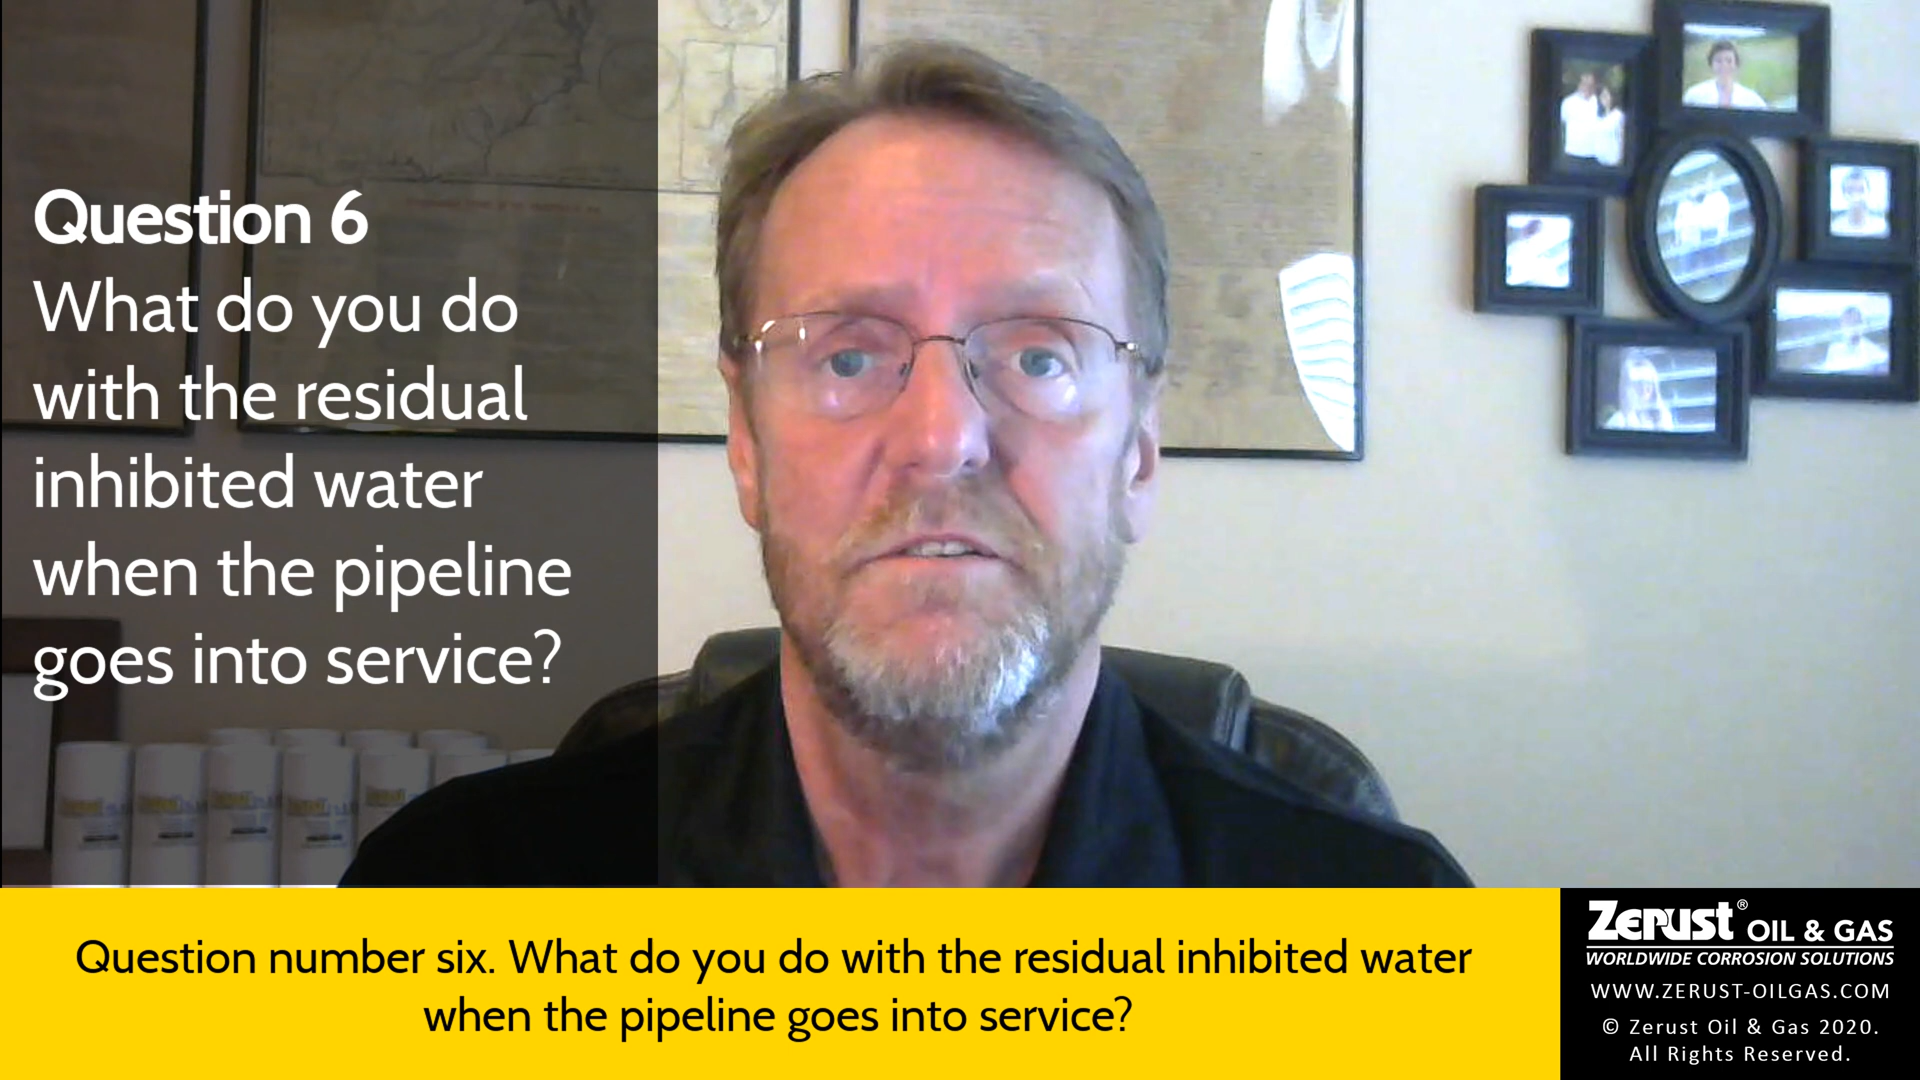 Question 6
What do you do
with the residual
inhibited water
when the pipeline
goes into service?
Question number six. What do you do with the residual inhibited water
when the pipeline goes into service?
Zerust® OIL & GAS
WORLDWIDE CORROSION SOLUTIONS
WWW.ZERUST-OILGAS.COM
© Zerust Oil & Gas 2020.
All Rights Reserved.